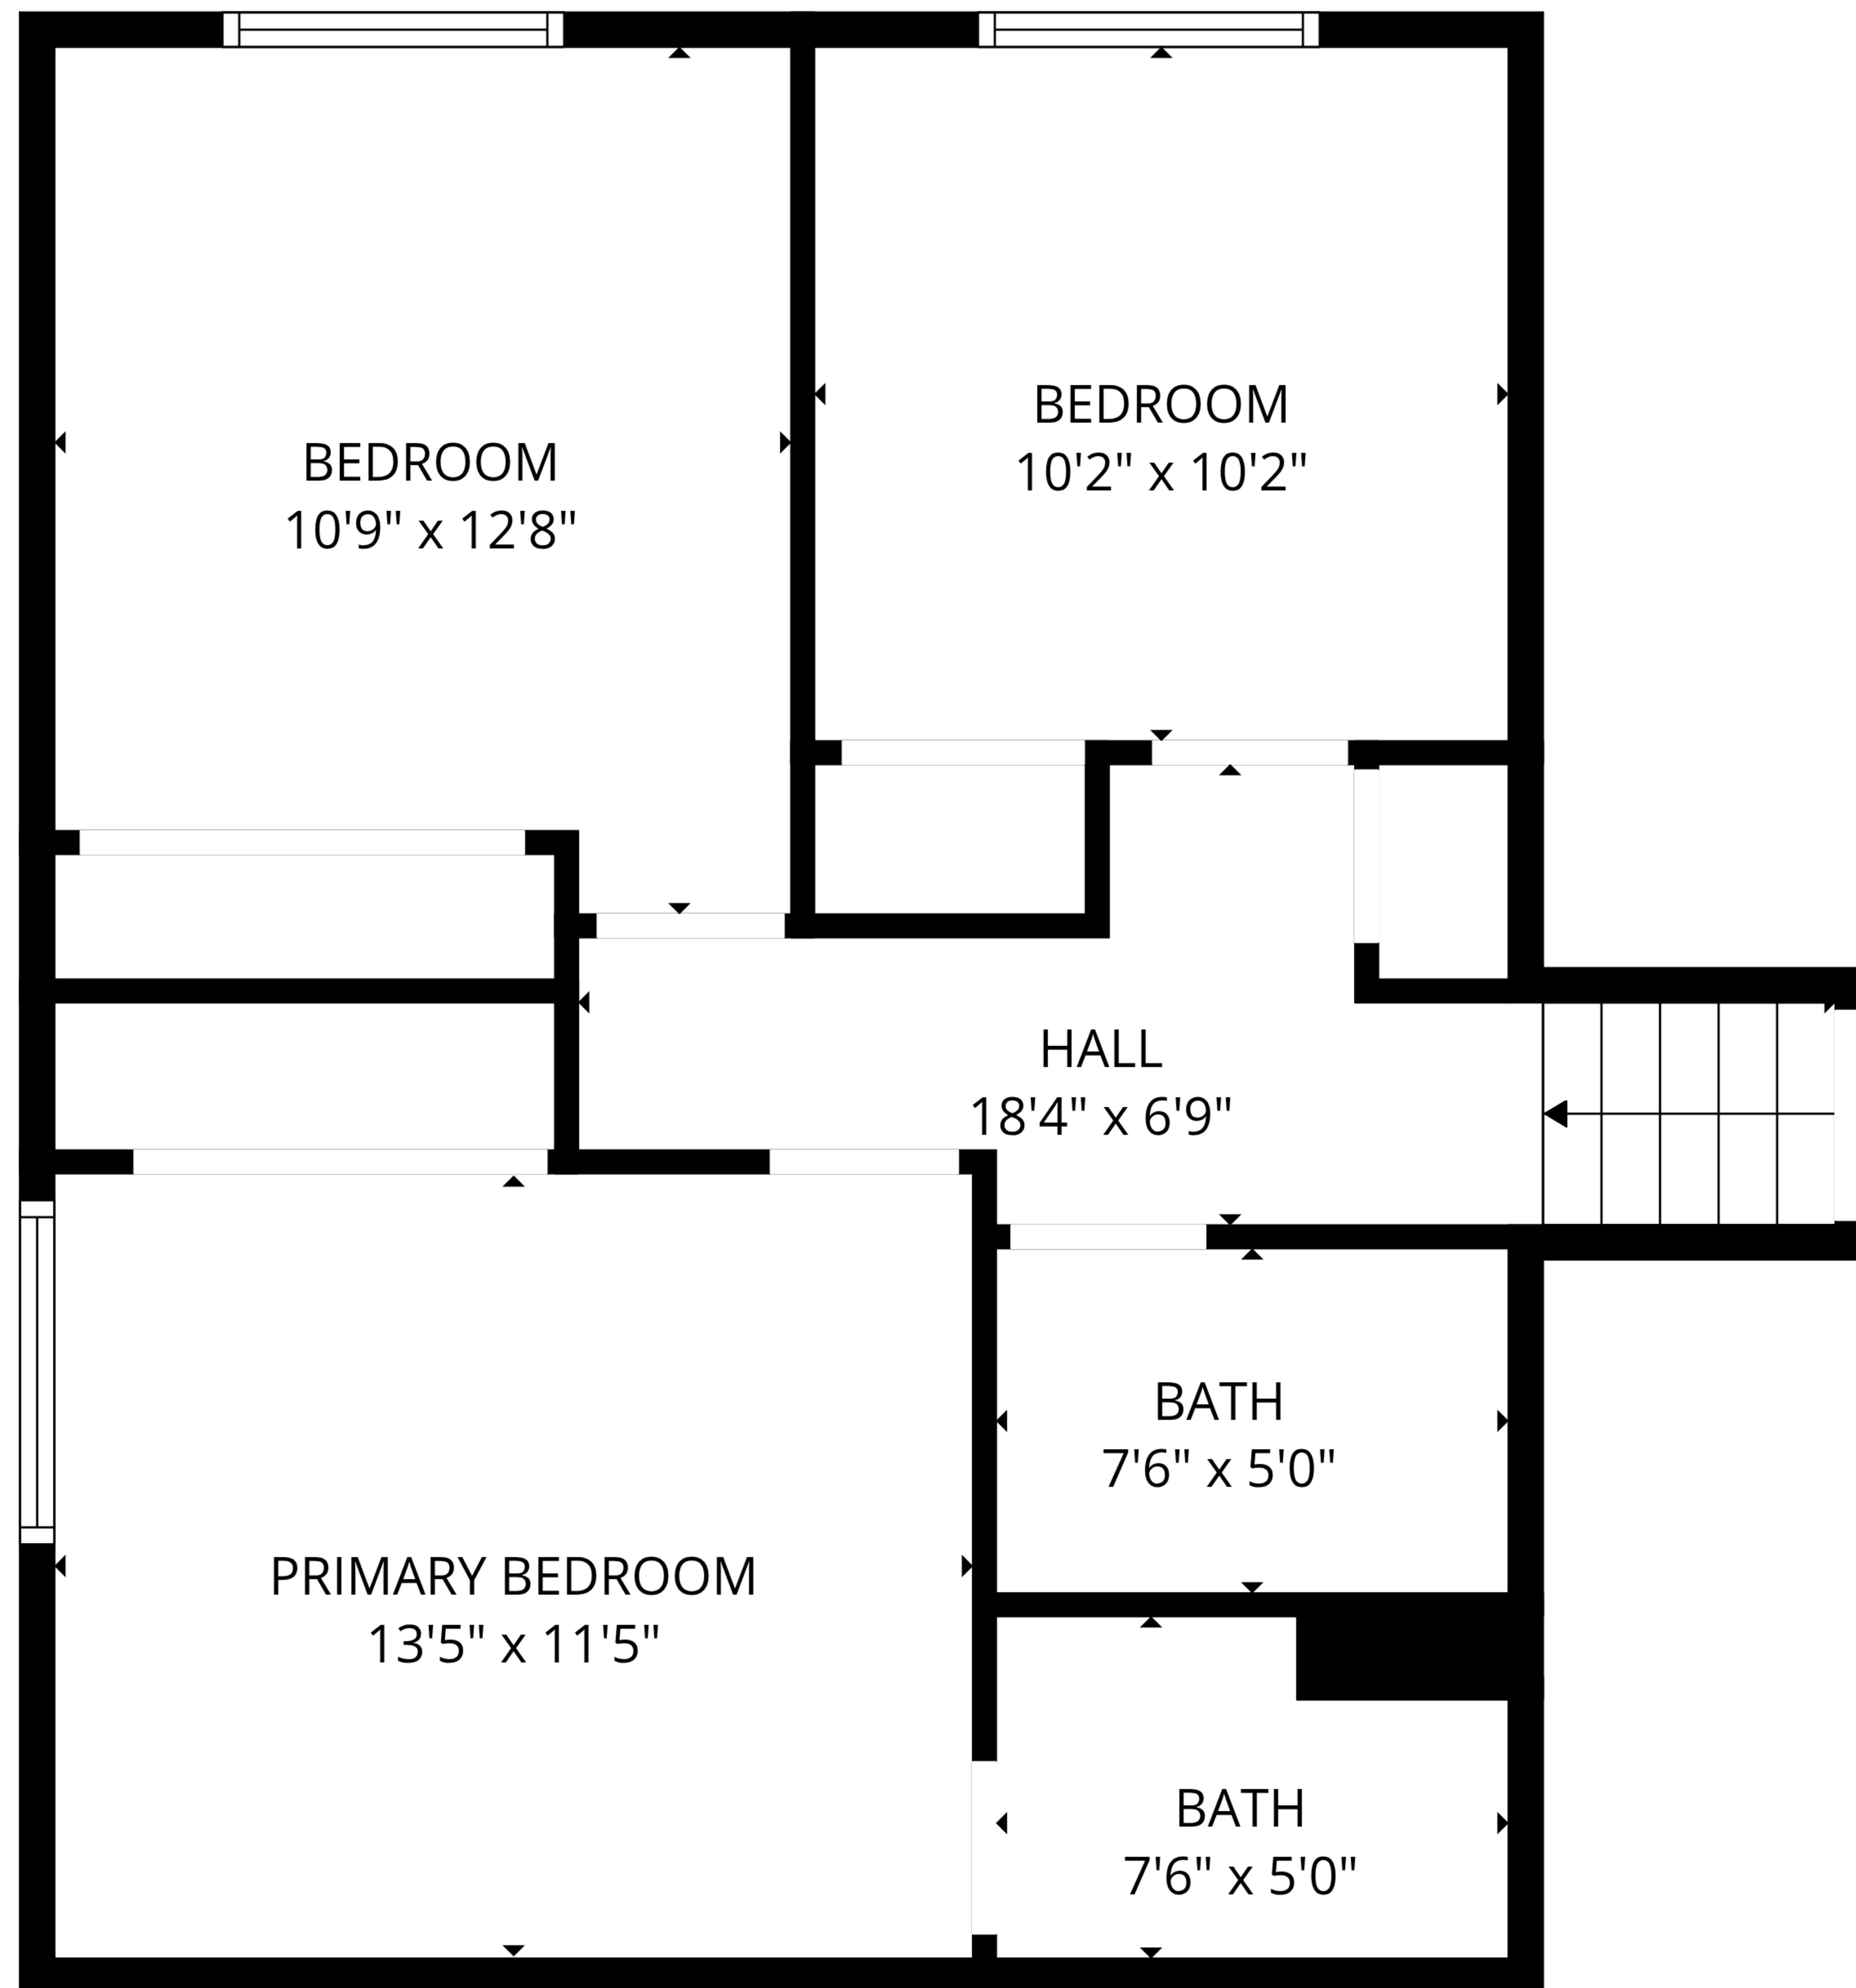 BEDROOM
10'2" x 10'2"
BEDROOM
10'9" x 12'8"
HALL
18'4" x 6'9"
BATH
7'6" x 5'0"
PRIMARY BEDROOM
13'5" x 11'5"
BATH
7'6" x 5'0"